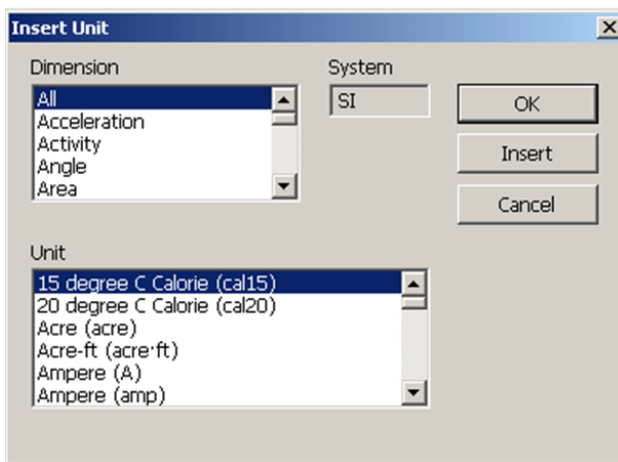 Insert Unit
Dimension
All
Acceleration
Activity
Angle
Area
System
SI
OK
Insert
Cancel
Unit
15 degree C Calorie (cal15)
20 degree C Calorie (cal20)
Acre (acre)
Acre-ft (acre·ft)
Ampere (A)
Ampere (amp)